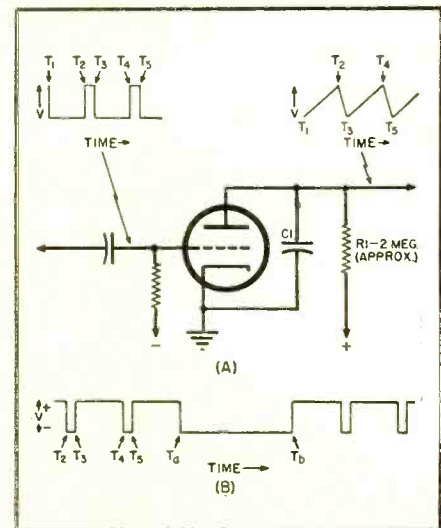 T1 T2 T3 T4 T5
V
TIME→
T2 T4
V
T1 T3 T5
TIME→
C1
R1-2 MEG.
(APPROX.)
-
+
(A)
+
V
-
T2 T3 T4 T5 Ta Tb
TIME →
(B)